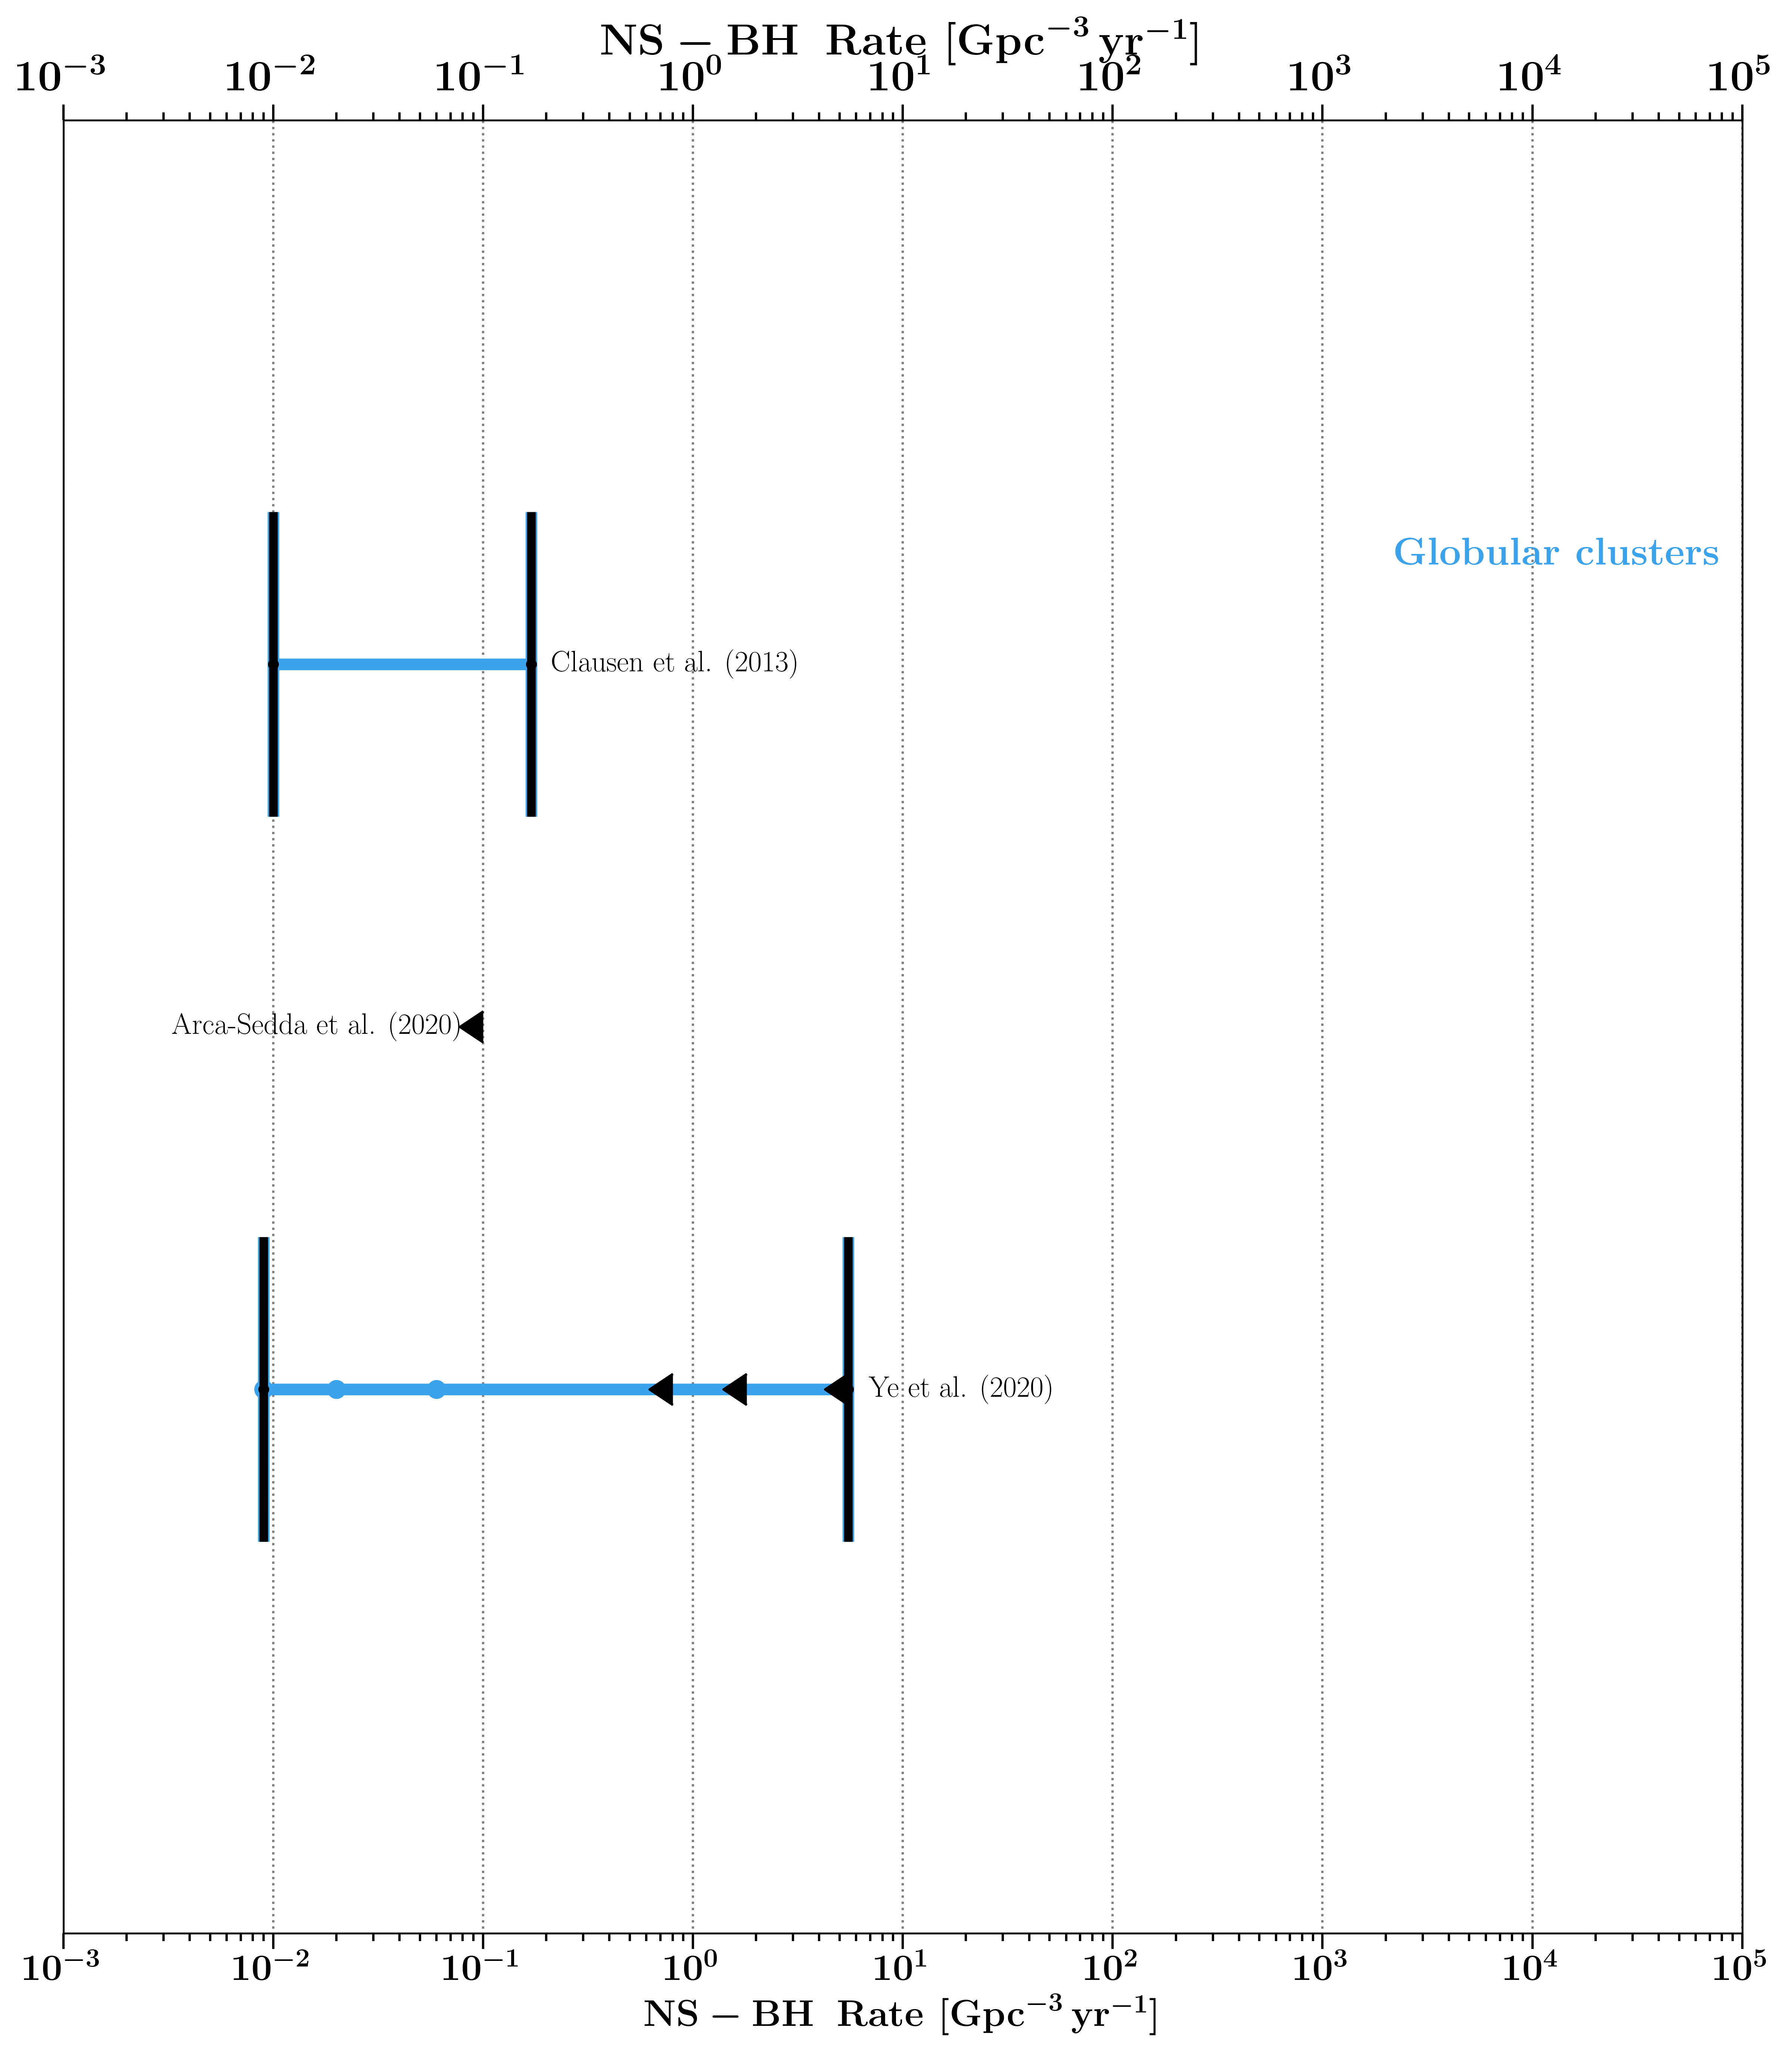 NS − BH Rate [Gpc⁻³ yr⁻¹]
10⁻³ 10⁻² 10⁻¹ 10⁰ 10¹ 10² 10³ 10⁴ 10⁵
Globular clusters
Clausen et al. (2013)
Arca-Sedda et al. (2020)
Ye et al. (2020)
10⁻³ 10⁻² 10⁻¹ 10⁰ 10¹ 10² 10³ 10⁴ 10⁵
NS − BH Rate [Gpc⁻³ yr⁻¹]